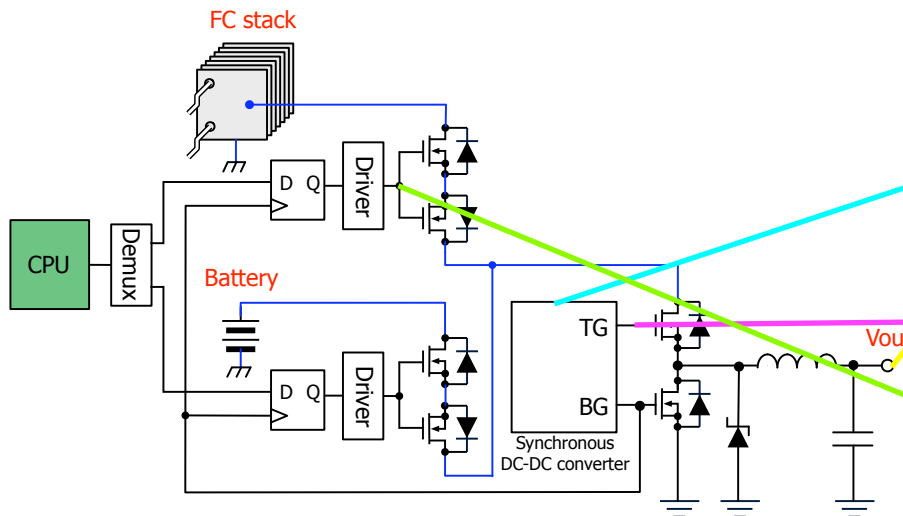 FC stack
D Q
Driver
CPU
Demux
Battery
TG
Vou
D Q
Driver
BG
Synchronous
DC-DC converter